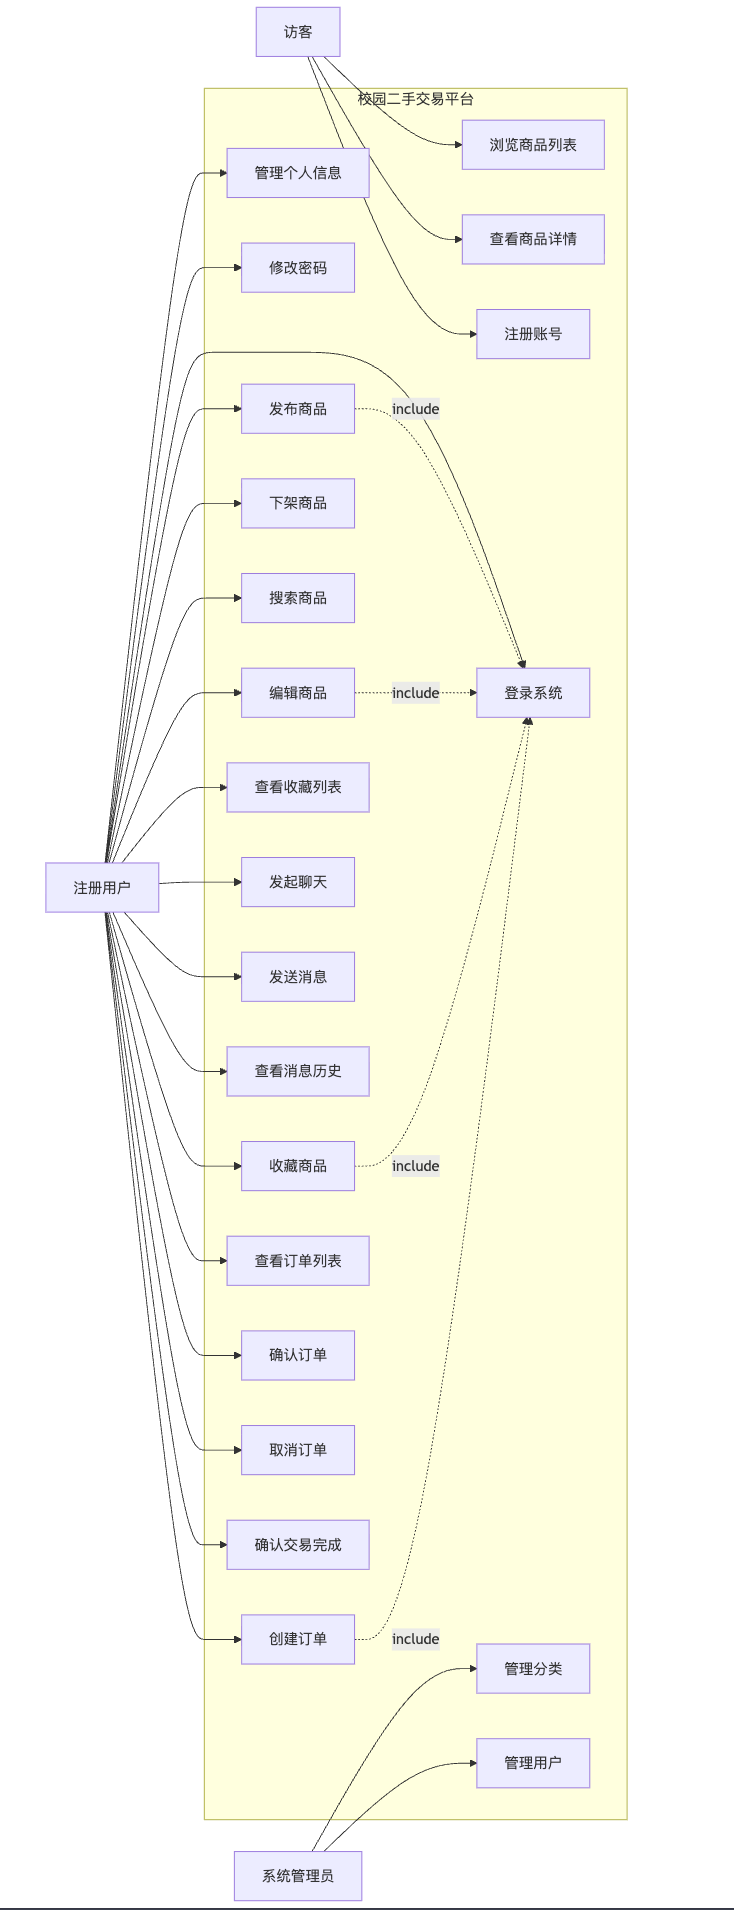 访客
校园二手交易平台
浏览商品列表
管理个人信息
查看商品详情
修改密码
注册账号
发布商品
include
下架商品
搜索商品
编辑商品
include
登录系统
查看收藏列表
注册用户
发起聊天
发送消息
查看消息历史
收藏商品
include
查看订单列表
确认订单
取消订单
确认交易完成
创建订单
include
管理分类
管理用户
系统管理员